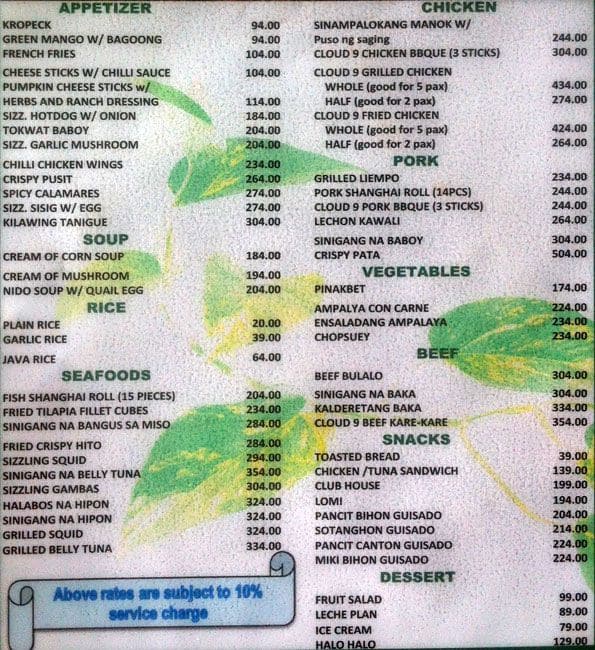 APPETIZER
KROPECK 94.00
GREEN MANGO W/ BAGOONG 94.00
FRENCH FRIES 104.00
CHEESE STICKS W/ CHILLI SAUCE 104.00
PUMPKIN CHEESE STICKS w/
HERBS AND RANCH DRESSING 114.00
SIZZ. HOTDOG W/ ONION 184.00
TOKWAT BABOY 204.00
SIZZ. GARLIC MUSHROOM 204.00
CHILLI CHICKEN WINGS 234.00
CRISPY PUSIT 264.00
SPICY CALAMARES 274.00
SIZZ. SISIG W/ EGG 274.00
KILAWING TANIGUE 304.00
SOUP
CREAM OF CORN SOUP 184.00
CREAM OF MUSHROOM 194.00
NIDO SOUP W/ QUAIL EGG 204.00
RICE
PLAIN RICE 20.00
GARLIC RICE 39.00
JAVA RICE 64.00
SEAFOODS
FISH SHANGHAI ROLL (15 PIECES) 204.00
FRIED TILAPIA FILLET CUBES 234.00
SINIGANG NA BANGUS SA MISO 284.00
FRIED CRISPY HITO 284.00
SIZZLING SQUID 294.00
SINIGANG NA BELLY TUNA 354.00
SIZZLING GAMBAS 304.00
HALABOS NA HIPON 324.00
SINIGANG NA HIPON 324.00
GRILLED SQUID 324.00
GRILLED BELLY TUNA 334.00
Above rates are subject to 10%
service charge
CHICKEN
SINAMPALOKANG MANOK W/
Puso ng saging 244.00
CLOUD 9 CHICKEN BBQUE (3 STICKS) 304.00
CLOUD 9 GRILLED CHICKEN
WHOLE (good for 5 pax) 434.00
HALF (good for 2 pax) 274.00
CLOUD 9 FRIED CHICKEN
WHOLE (good for 5 pax) 424.00
HALF (good for 2 pax) 264.00
PORK
GRILLED LIEMPO 234.00
PORK SHANGHAI ROLL (14PCS) 244.00
CLOUD 9 PORK BBQUE (3 STICKS) 244.00
LECHON KAWALI 264.00
SINIGANG NA BABOY 304.00
CRISPY PATA 504.00
VEGETABLES
PINAKBET 174.00
AMPALYA CON CARNE 224.00
ENSALADANG AMPALAYA 234.00
CHOPSUEY 234.00
BEEF
BEEF BULALO 304.00
SINIGANG NA BAKA 304.00
KALDERETANG BAKA 334.00
CLOUD 9 BEEF KARE-KARE 354.00
SNACKS
TOASTED BREAD 39.00
CHICKEN /TUNA SANDWICH 139.00
CLUB HOUSE 199.00
LOMI 194.00
PANCIT BIHON GUISADO 204.00
SOTANGHON GUISADO 214.00
PANCIT CANTON GUISADO 224.00
MIKI BIHON GUISADO 224.00
DESSERT
FRUIT SALAD 99.00
LECHE PLAN 89.00
ICE CREAM 79.00
HALO HALO 129.00